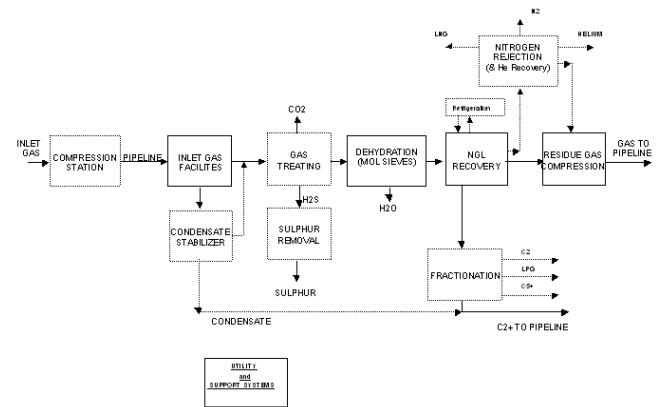 N2
LNG
HELIUM
NITROGEN
REJECTION
(& He Recovery)
Refrigeration
CO2
INLET
GAS
COMPRESSION
STATION
PIPELINE
INLET GAS
FACILITES
GAS
TREATING
DEHYDRATION
(MOL SIEVES)
NGL
RECOVERY
RESIDUE GAS
COMPRESSION
GAS TO
PIPELINE
H2S
H2O
CONDENSATE
STABILIZER
SULPHUR
REMOVAL
SULPHUR
FRACTIONATION
C2
LPG
C5+
CONDENSATE
C2+ TO PIPELINE
UTILITY
and
SUPPORT SYSTEMS